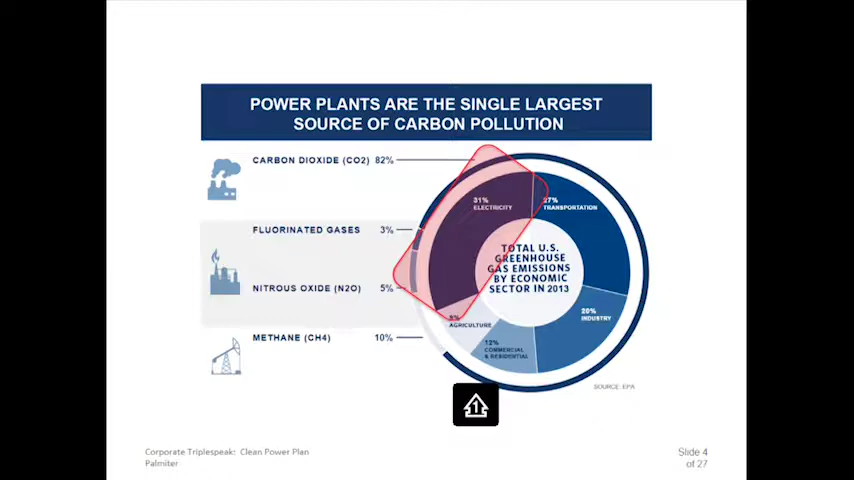 POWER PLANTS ARE THE SINGLE LARGEST
SOURCE OF CARBON POLLUTION
CARBON DIOXIDE (CO2) 82%
FLUORINATED GASES 3%
NITROUS OXIDE (N2O) 5%
METHANE (CH4) 10%
31%
ELECTRICITY
27%
TRANSPORTATION
TOTAL U.S.
GREENHOUSE
GAS EMISSIONS
BY ECONOMIC
SECTOR IN 2013
20%
INDUSTRY
9%
AGRICULTURE
12%
COMMERCIAL
& RESIDENTIAL
SOURCE: EPA
1
Corporate Triplespeak: Clean Power Plan
Palmiter
Slide 4
of 27